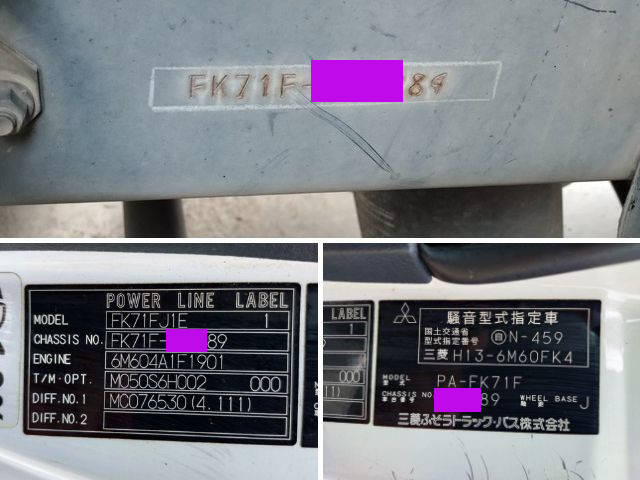 FK71F-89
POWER LINE LABEL
MODEL FK71FJ1E 1
CHASSIS NO. FK71F-89
ENGINE 6M604A1F1901
T/M・OPT. M050S6H002 000
DIFF.NO.1 MC076530(4.111)
DIFF.NO.2
LABEL
1
000
騒音型式指定車
国土交通省
型式指定番号 自N-459
三菱 H13-6M60FK4
MODEL
型式 PA-FK71F
CHASSIS NO.
車台番号 89 WHEEL BASE
軸距 J
三菱ふそうトラック・バス株式会社